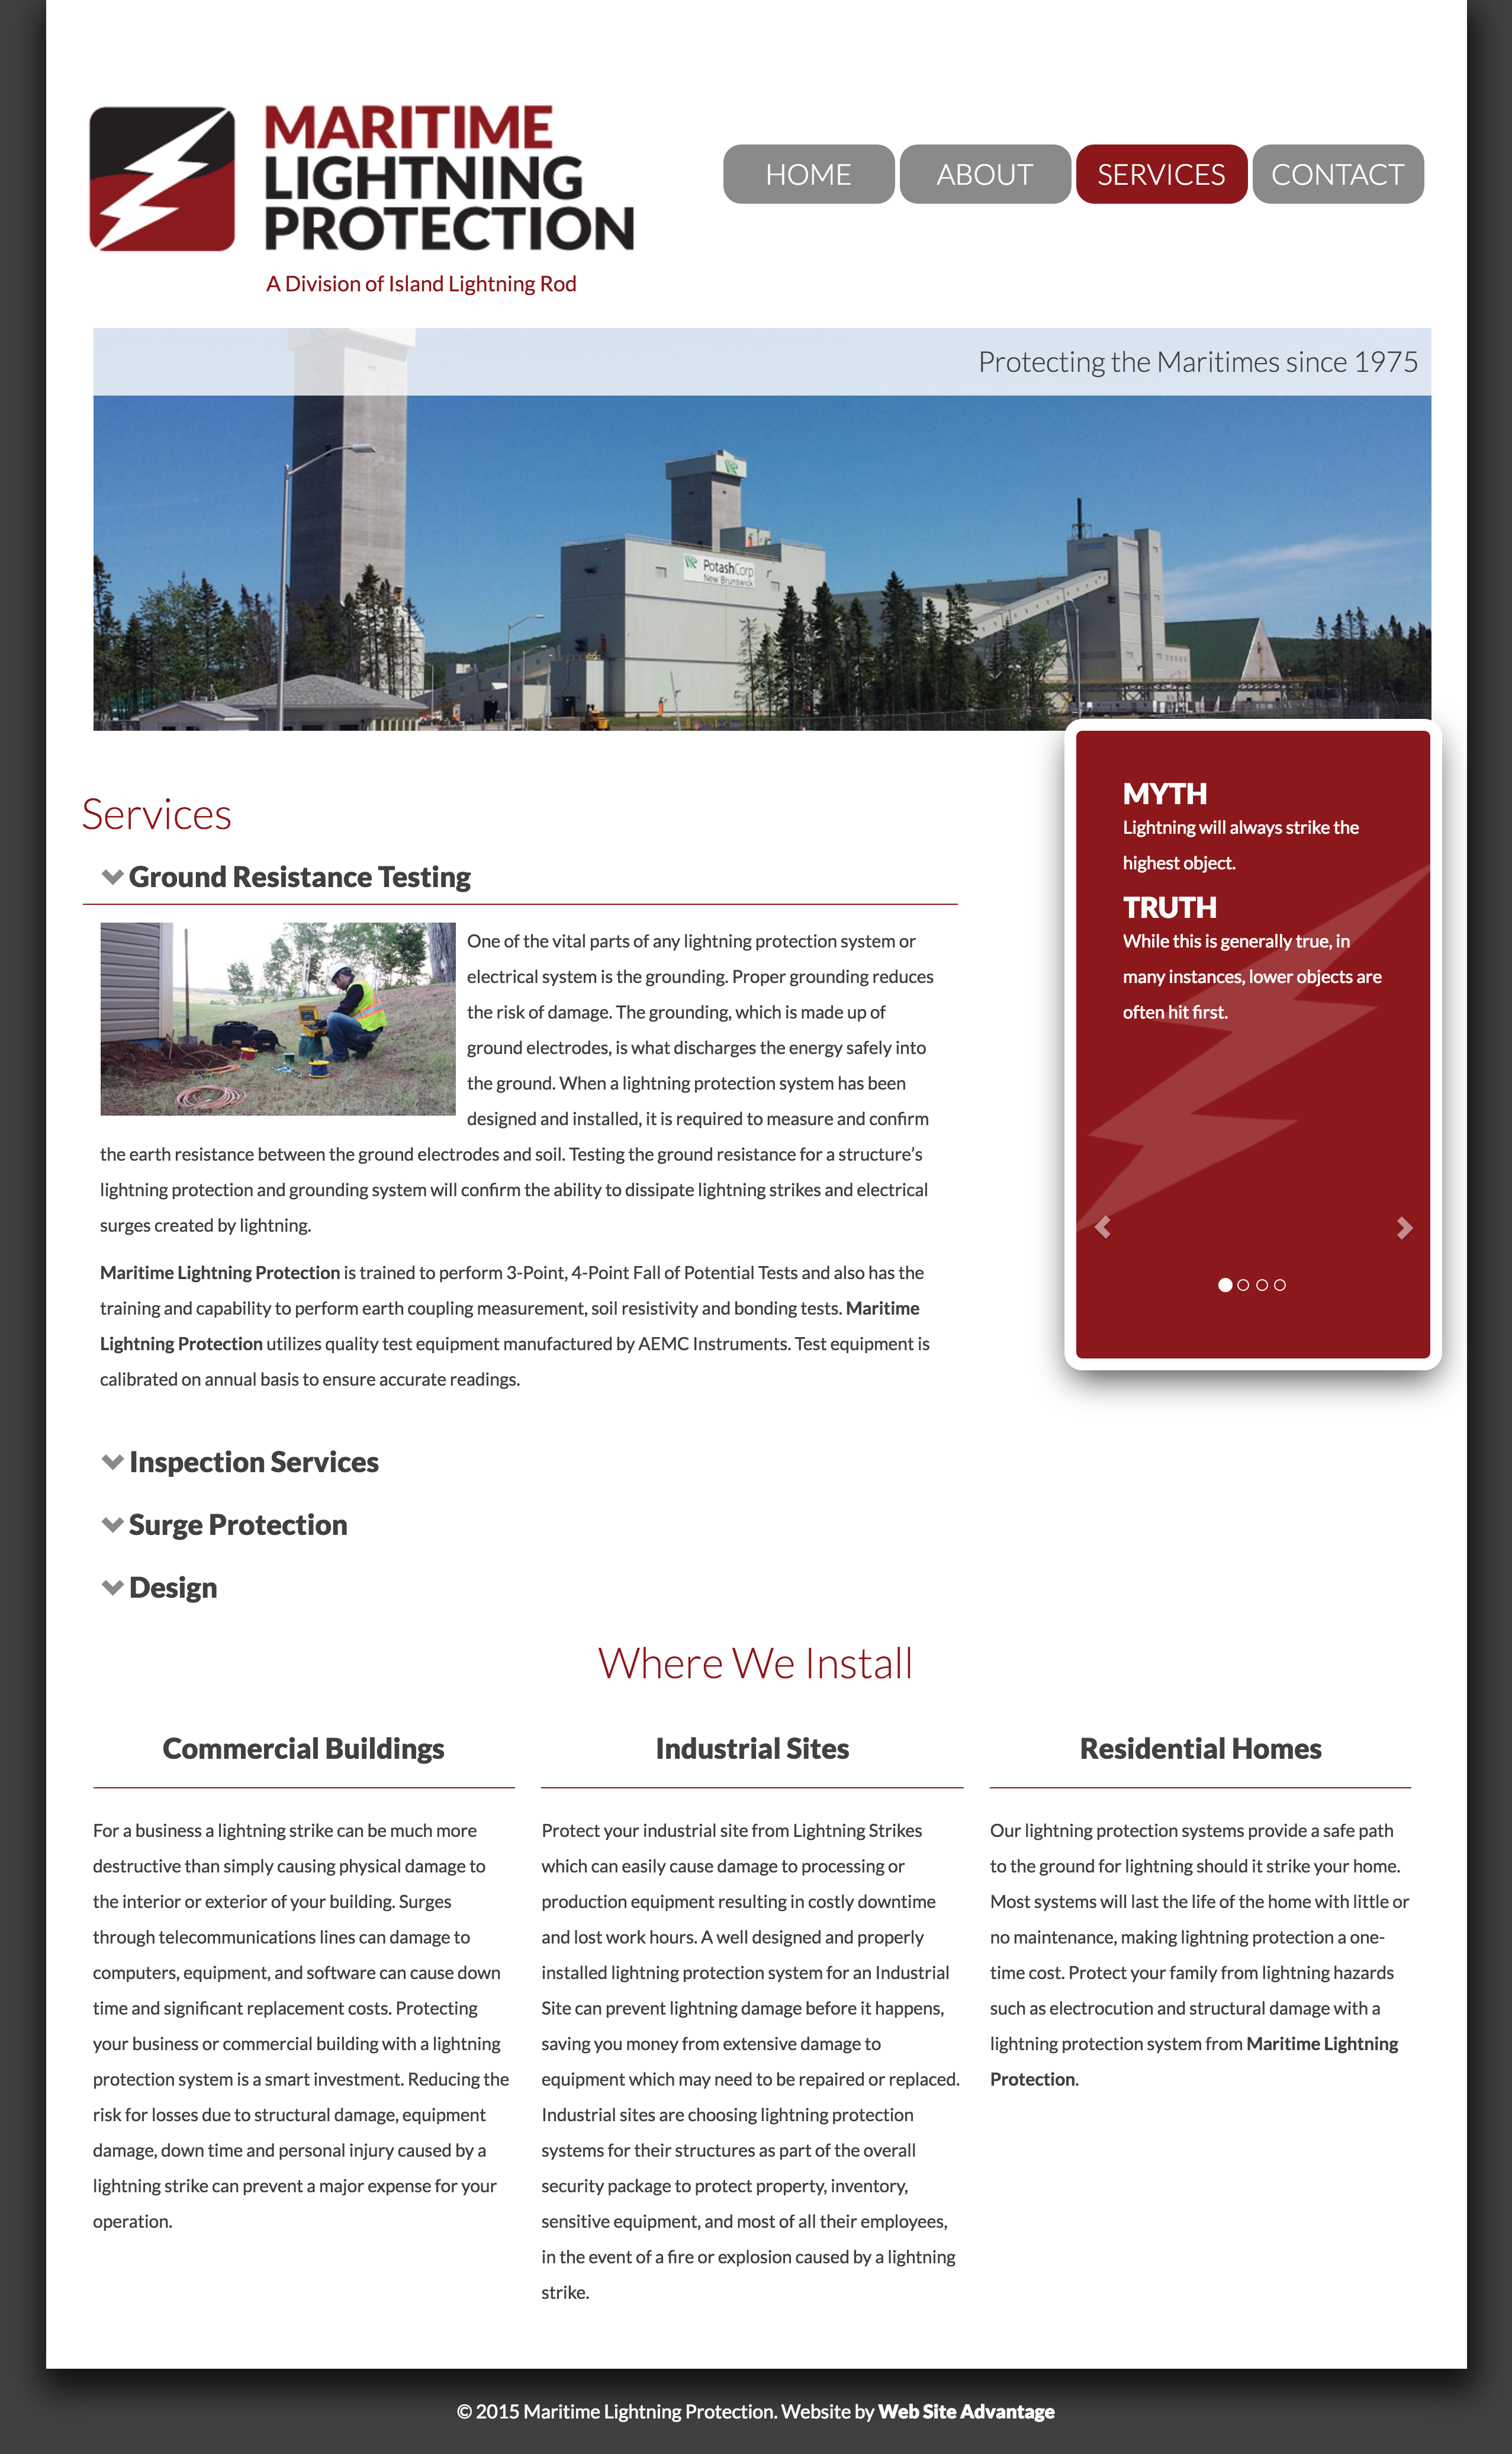 MARITIME
LIGHTNING
PROTECTION
A Division of Island Lightning Rod
HOME
ABOUT
SERVICES
CONTACT
Protecting the Maritimes since 1975
PotashCorp
New Brunswick
Services
Ground Resistance Testing
One of the vital parts of any lightning protection system or
electrical system is the grounding. Proper grounding reduces
the risk of damage. The grounding, which is made up of
ground electrodes, is what discharges the energy safely into
the ground. When a lightning protection system has been
designed and installed, it is required to measure and confirm
the earth resistance between the ground electrodes and soil. Testing the ground resistance for a structure’s
lightning protection and grounding system will confirm the ability to dissipate lightning strikes and electrical
surges created by lightning.
Maritime Lightning Protection is trained to perform 3-Point, 4-Point Fall of Potential Tests and also has the
training and capability to perform earth coupling measurement, soil resistivity and bonding tests. Maritime
Lightning Protection utilizes quality test equipment manufactured by AEMC Instruments. Test equipment is
calibrated on annual basis to ensure accurate readings.
Inspection Services
Surge Protection
Design
MYTH
Lightning will always strike the
highest object.
TRUTH
While this is generally true, in
many instances, lower objects are
often hit first.
Where We Install
Commercial Buildings
For a business a lightning strike can be much more
destructive than simply causing physical damage to
the interior or exterior of your building. Surges
through telecommunications lines can damage to
computers, equipment, and software can cause down
time and significant replacement costs. Protecting
your business or commercial building with a lightning
protection system is a smart investment. Reducing the
risk for losses due to structural damage, equipment
damage, down time and personal injury caused by a
lightning strike can prevent a major expense for your
operation.
Industrial Sites
Protect your industrial site from Lightning Strikes
which can easily cause damage to processing or
production equipment resulting in costly downtime
and lost work hours. A well designed and properly
installed lightning protection system for an Industrial
Site can prevent lightning damage before it happens,
saving you money from extensive damage to
equipment which may need to be repaired or replaced.
Industrial sites are choosing lightning protection
systems for their structures as part of the overall
security package to protect property, inventory,
sensitive equipment, and most of all their employees,
in the event of a fire or explosion caused by a lightning
strike.
Residential Homes
Our lightning protection systems provide a safe path
to the ground for lightning should it strike your home.
Most systems will last the life of the home with little or
no maintenance, making lightning protection a one-
time cost. Protect your family from lightning hazards
such as electrocution and structural damage with a
lightning protection system from Maritime Lightning
Protection.
© 2015 Maritime Lightning Protection. Website by Web Site Advantage